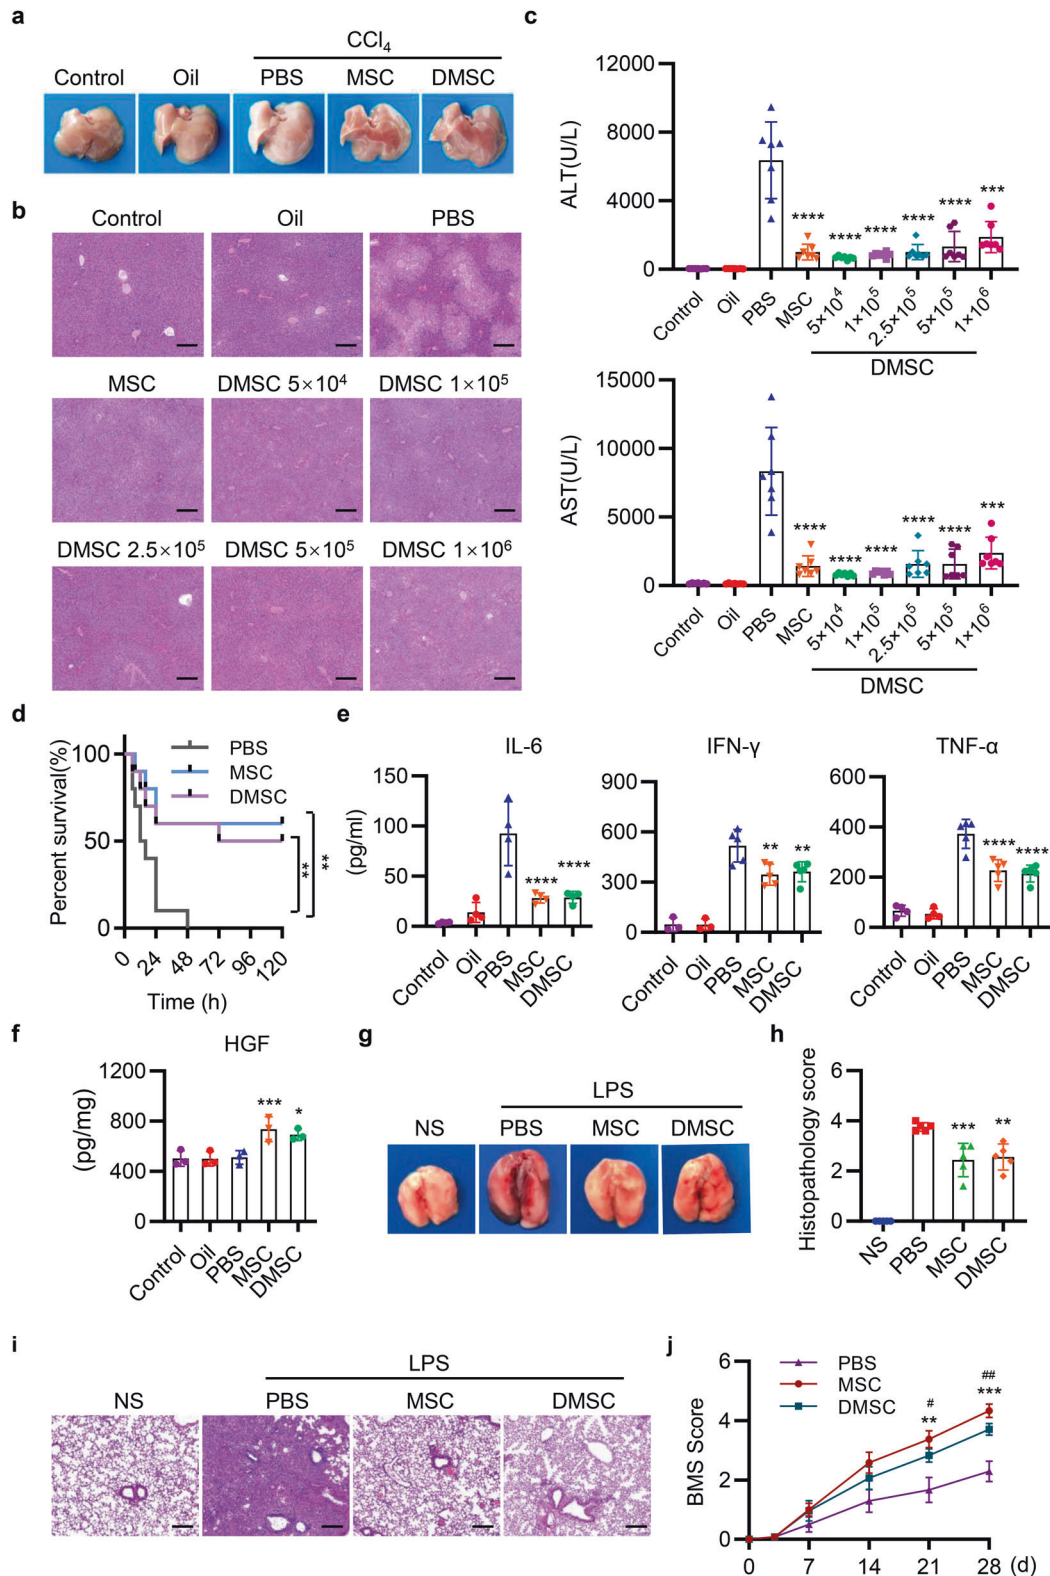 a
CCl₄
Control Oil PBS MSC DMSC
b
Control Oil PBS
MSC DMSC 5×10⁴ DMSC 1×10⁵
DMSC 2.5×10⁵ DMSC 5×10⁵ DMSC 1×10⁶
c
ALT(U/L)
12000
8000
4000
0
**** **** **** **** **** ***
Control Oil PBS MSC 5×10⁴ 1×10⁵ 2.5×10⁵ 5×10⁵ 1×10⁶
DMSC
AST(U/L)
15000
10000
5000
0
**** **** **** **** **** ***
Control Oil PBS MSC 5×10⁴ 1×10⁵ 2.5×10⁵ 5×10⁵ 1×10⁶
DMSC
d
Percent survival(%)
100
50
0
PBS
MSC
DMSC
**
**
0 24 48 72 96 120
Time (h)
e
IL-6
(pg/ml)
150
100
50
0
**** ****
Control Oil PBS MSC DMSC
IFN-γ
900
600
300
0
** **
Control Oil PBS MSC DMSC
TNF-α
600
400
200
0
**** ****
Control Oil PBS MSC DMSC
f
HGF
(pg/mg)
1200
800
400
0
*** *
Control Oil PBS MSC DMSC
g
LPS
NS PBS MSC DMSC
h
Histopathology score
6
4
2
0
*** **
NS PBS MSC DMSC
i
LPS
NS PBS MSC DMSC
j
BMS Score
6
4
2
0
PBS
MSC
DMSC
# ##
** ***
0 7 14 21 28 (d)